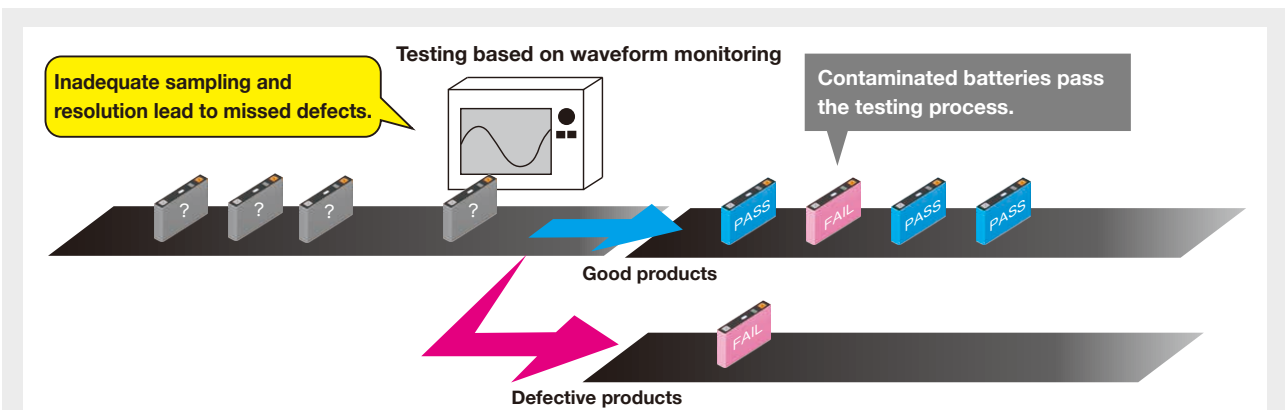 Testing based on waveform monitoring
Inadequate sampling and
resolution lead to missed defects.
Contaminated batteries pass
the testing process.
?
?
?
?
PASS
FAIL
PASS
PASS
Good products
FAIL
Defective products